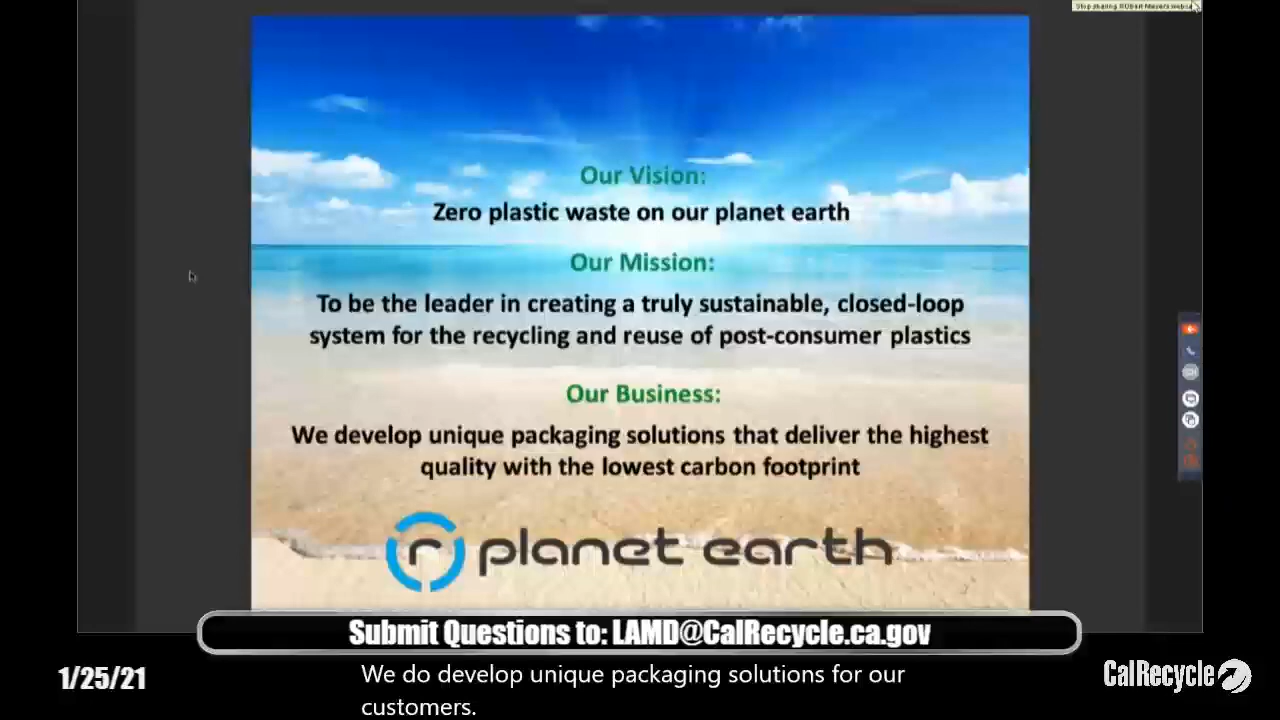 Our Vision:
Zero plastic waste on our planet earth
Our Mission:
To be the leader in creating a truly sustainable, closed-loop
system for the recycling and reuse of post-consumer plastics
Our Business:
We develop unique packaging solutions that deliver the highest
quality with the lowest carbon footprint
r planet earth
Submit Questions to: LAMD@CalRecycle.ca.gov
1/25/21
We do develop unique packaging solutions for our
customers.
CalRecycle